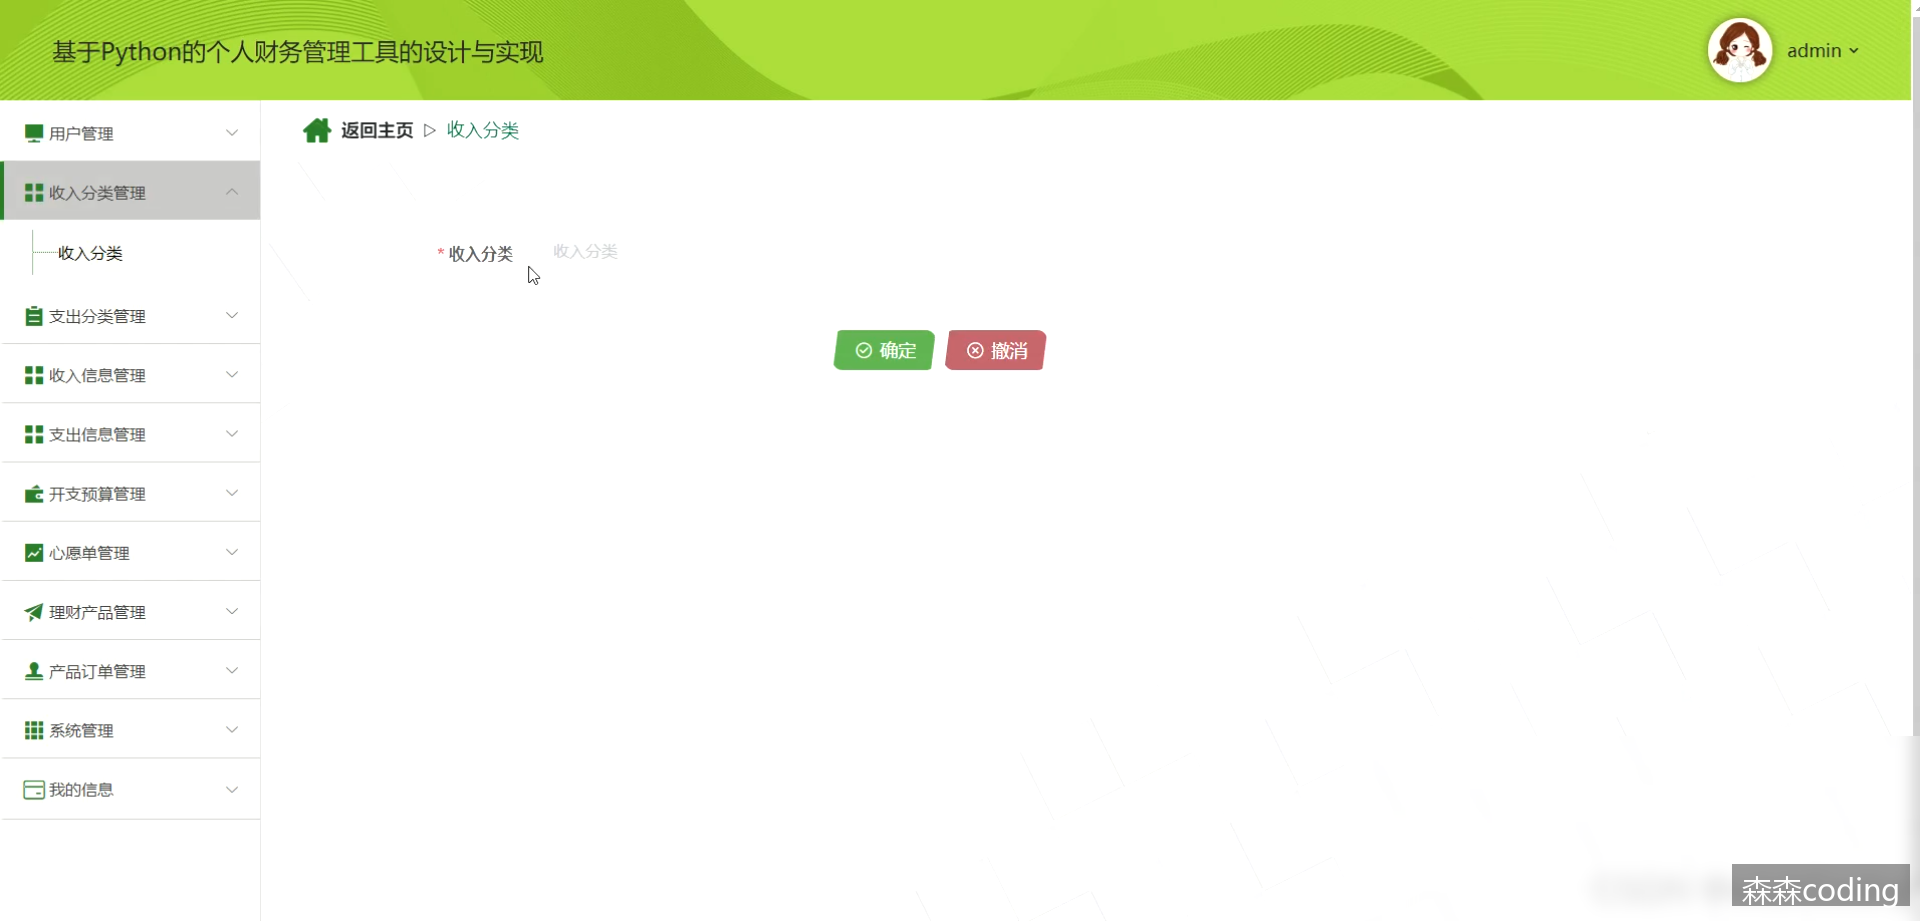 基于Python的个人财务管理工具的设计与实现
admin
用户管理
收入分类管理
收入分类
支出分类管理
收入信息管理
支出信息管理
开支预算管理
心愿单管理
理财产品管理
产品订单管理
系统管理
我的信息
返回主页 ▷ 收入分类
* 收入分类 收入分类
确定 撤消
森森coding